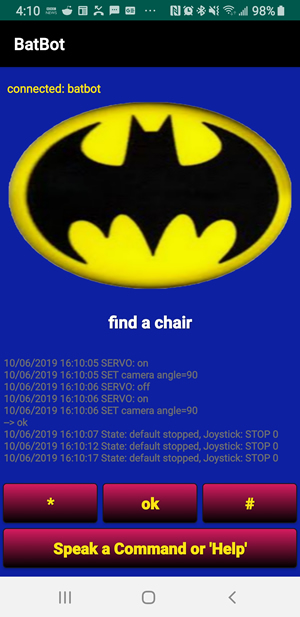 4:10 NEWS GE 98%
BatBot
connected: batbot
find a chair
10/06/2019 16:10:05 SERVO: on
10/06/2019 16:10:05 SET camera angle=90
10/06/2019 16:10:06 SERVO: off
10/06/2019 16:10:06 SERVO: on
10/06/2019 16:10:06 SET camera angle=90
--> ok
10/06/2019 16:10:07 State: default stopped, Joystick: STOP 0
10/06/2019 16:10:12 State: default stopped, Joystick: STOP 0
10/06/2019 16:10:17 State: default stopped, Joystick: STOP 0
* ok #
Speak a Command or 'Help'